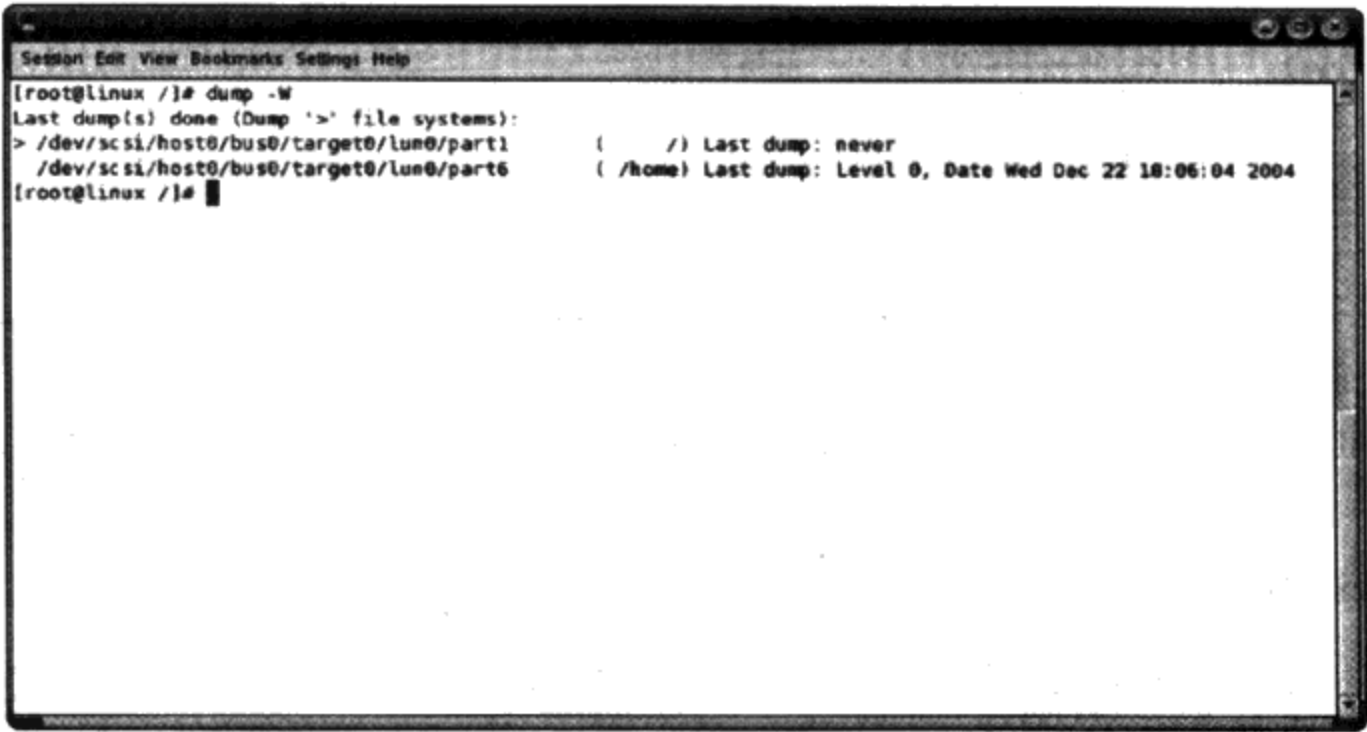 Session Edit View Bookmarks Settings Help
[root@linux /]# dump -W
Last dump(s) done (Dump '>' file systems):
> /dev/scsi/host0/bus0/target0/lun0/part1 ( /) Last dump: never
/dev/scsi/host0/bus0/target0/lun0/part6 ( /home) Last dump: Level 0, Date Wed Dec 22 18:06:04 2004
[root@linux /]#